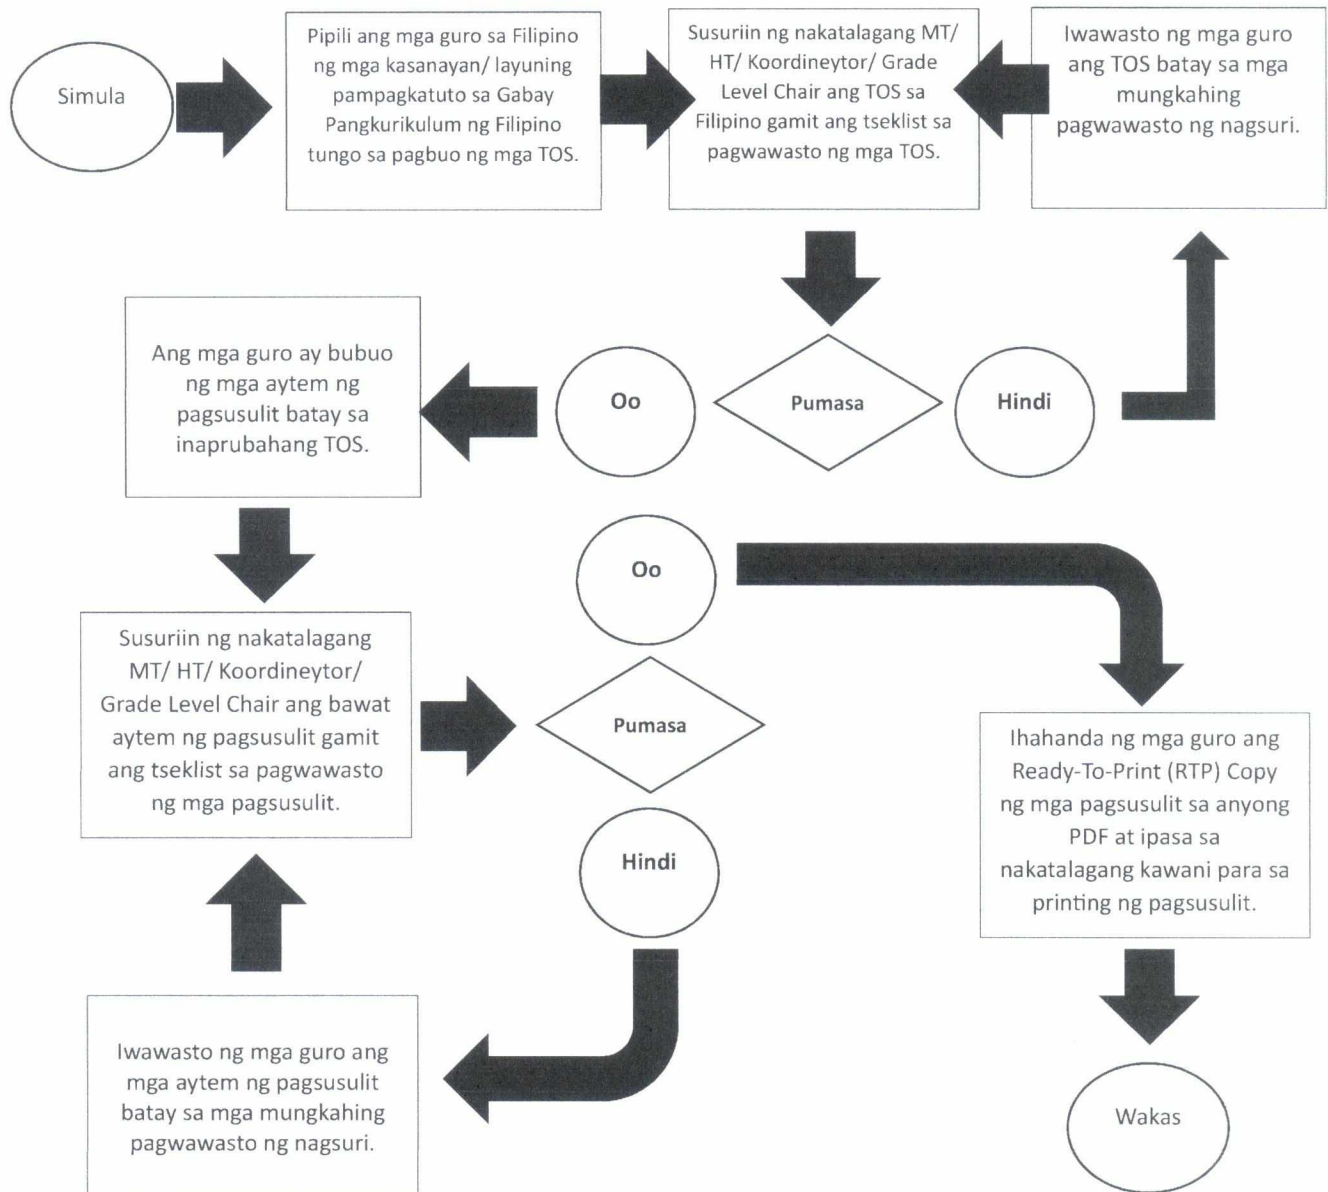 Simula
Pipili ang mga guro sa Filipino
ng mga kasanayan/ layuning
pampagkatuto sa Gabay
Pangkurikulum ng Filipino
tungo sa pagbuo ng mga TOS.
Susuriin ng nakatalagang MT/
HT/ Koordineytor/ Grade
Level Chair ang TOS sa
Filipino gamit ang tseklist sa
pagwawasto ng mga TOS.
Iwawasto ng mga guro
ang TOS batay sa mga
mungkahing
pagwawasto ng nagsuri.
Ang mga guro ay bubuo
ng mga aytem ng
pagsusulit batay sa
inaprubahang TOS.
Oo
Pumasa
Hindi
Oo
Susuriin ng nakatalagang
MT/ HT/ Koordineytor/
Grade Level Chair ang bawat
aytem ng pagsusulit gamit
ang tseklist sa pagwawasto
ng mga pagsusulit.
Pumasa
Hindi
Ihahanda ng mga guro ang
Ready-To-Print (RTP) Copy
ng mga pagsusulit sa anyong
PDF at ipasa sa
nakatalagang kawani para sa
printing ng pagsusulit.
Iwawasto ng mga guro ang
mga aytem ng pagsusulit
batay sa mga mungkahing
pagwawasto ng nagsuri.
Wakas